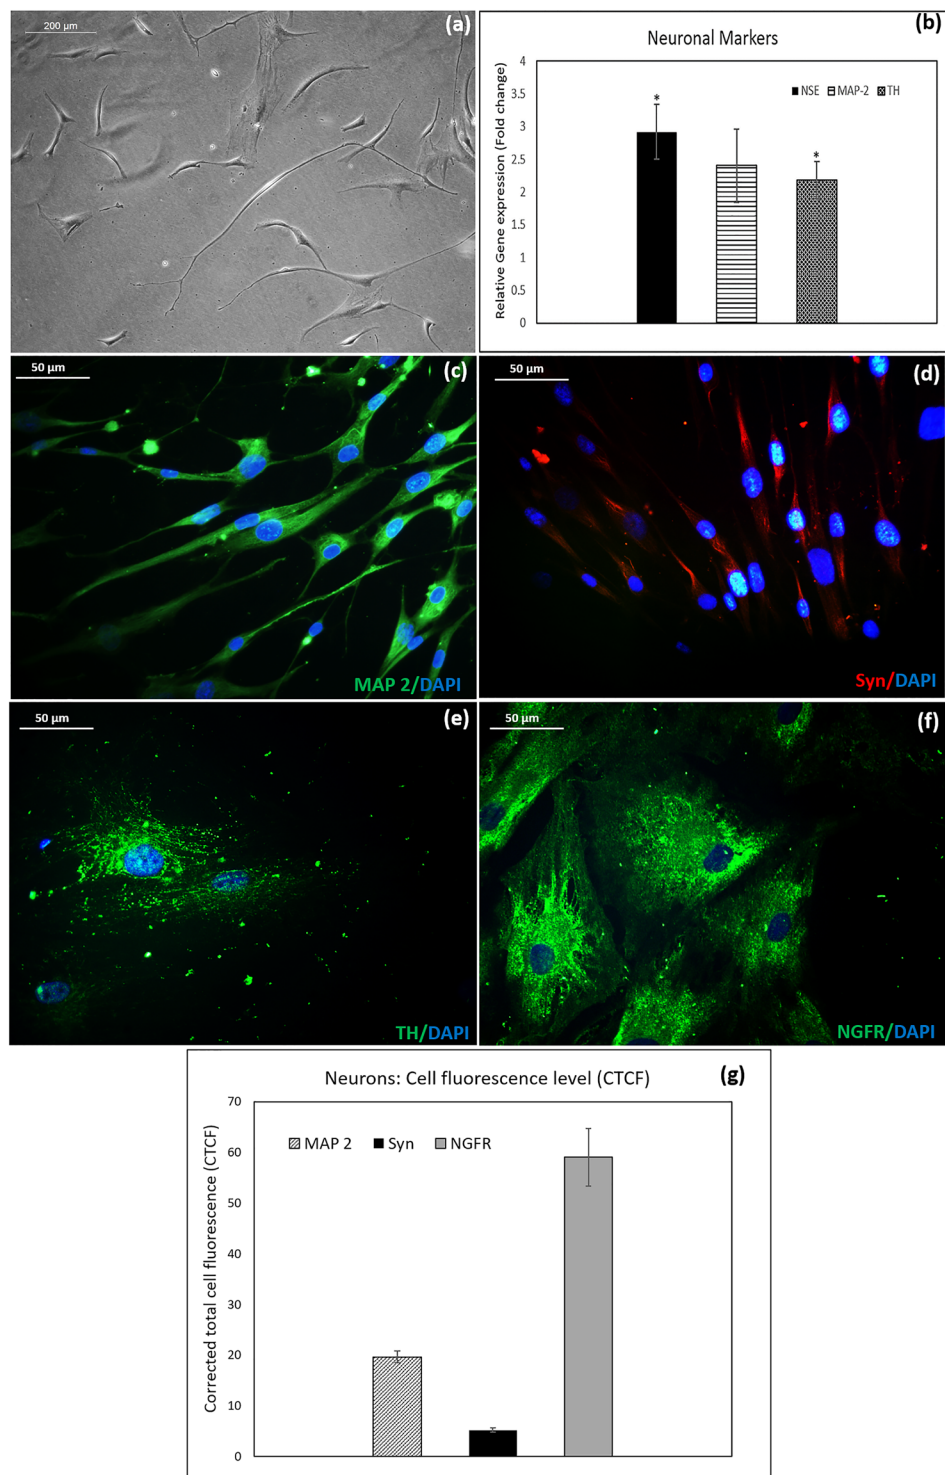 200 µm
(a)
(b)
Neuronal Markers
Relative Gene expression (Fold change)
4
3.5
3
2.5
2
1.5
1
0.5
0
NSE MAP-2 TH
*
*
50 µm
(c)
MAP 2/DAPI
50 µm
(d)
Syn/DAPI
50 µm
(e)
TH/DAPI
50 µm
(f)
NGFR/DAPI
Neurons: Cell fluorescence level (CTCF)
(g)
Corrected total cell fluorescence (CTCF)
70
60
50
40
30
20
10
0
MAP 2 Syn NGFR